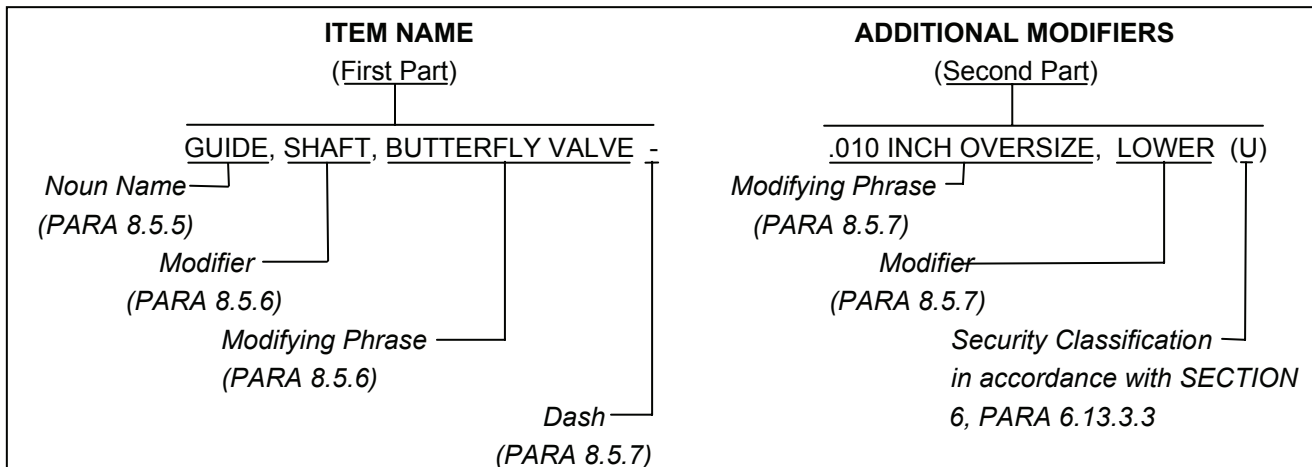 ITEM NAME
(First Part)
GUIDE, SHAFT, BUTTERFLY VALVE -
Noun Name
(PARA 8.5.5)
Modifier
(PARA 8.5.6)
Modifying Phrase
(PARA 8.5.6)
Dash
(PARA 8.5.7)
ADDITIONAL MODIFIERS
(Second Part)
.010 INCH OVERSIZE, LOWER (U)
Modifying Phrase
(PARA 8.5.7)
Modifier
(PARA 8.5.7)
Security Classification
in accordance with SECTION
6, PARA 6.13.3.3